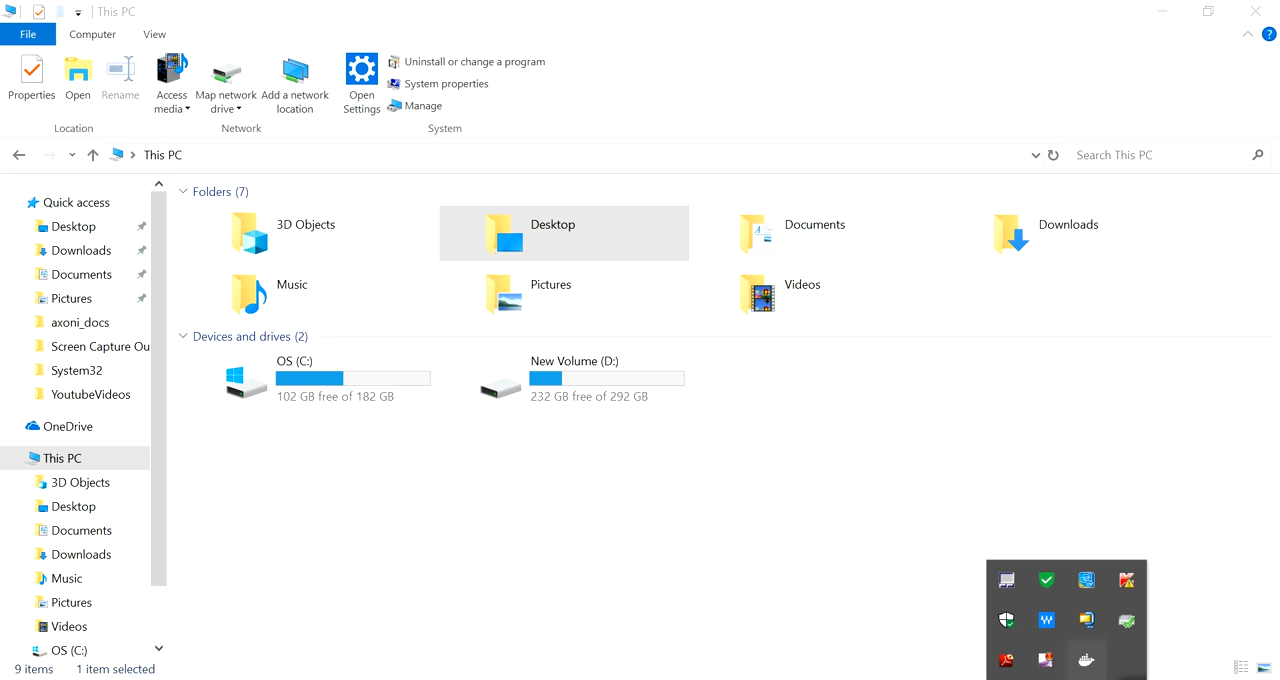 This PC
File Computer View
Properties Open Rename Access media Map network drive Add a network location Open Settings Uninstall or change a program
System properties
Manage
Location Network System
This PC Search This PC
Quick access
Desktop
Downloads
Documents
Pictures
axoni_docs
Screen Capture Ou
System32
YoutubeVideos
OneDrive
This PC
3D Objects
Desktop
Documents
Downloads
Music
Pictures
Videos
OS (C:)
Folders (7)
3D Objects Desktop Documents Downloads
Music Pictures Videos
Devices and drives (2)
OS (C:) New Volume (D:)
102 GB free of 182 GB 232 GB free of 292 GB
9 items 1 item selected